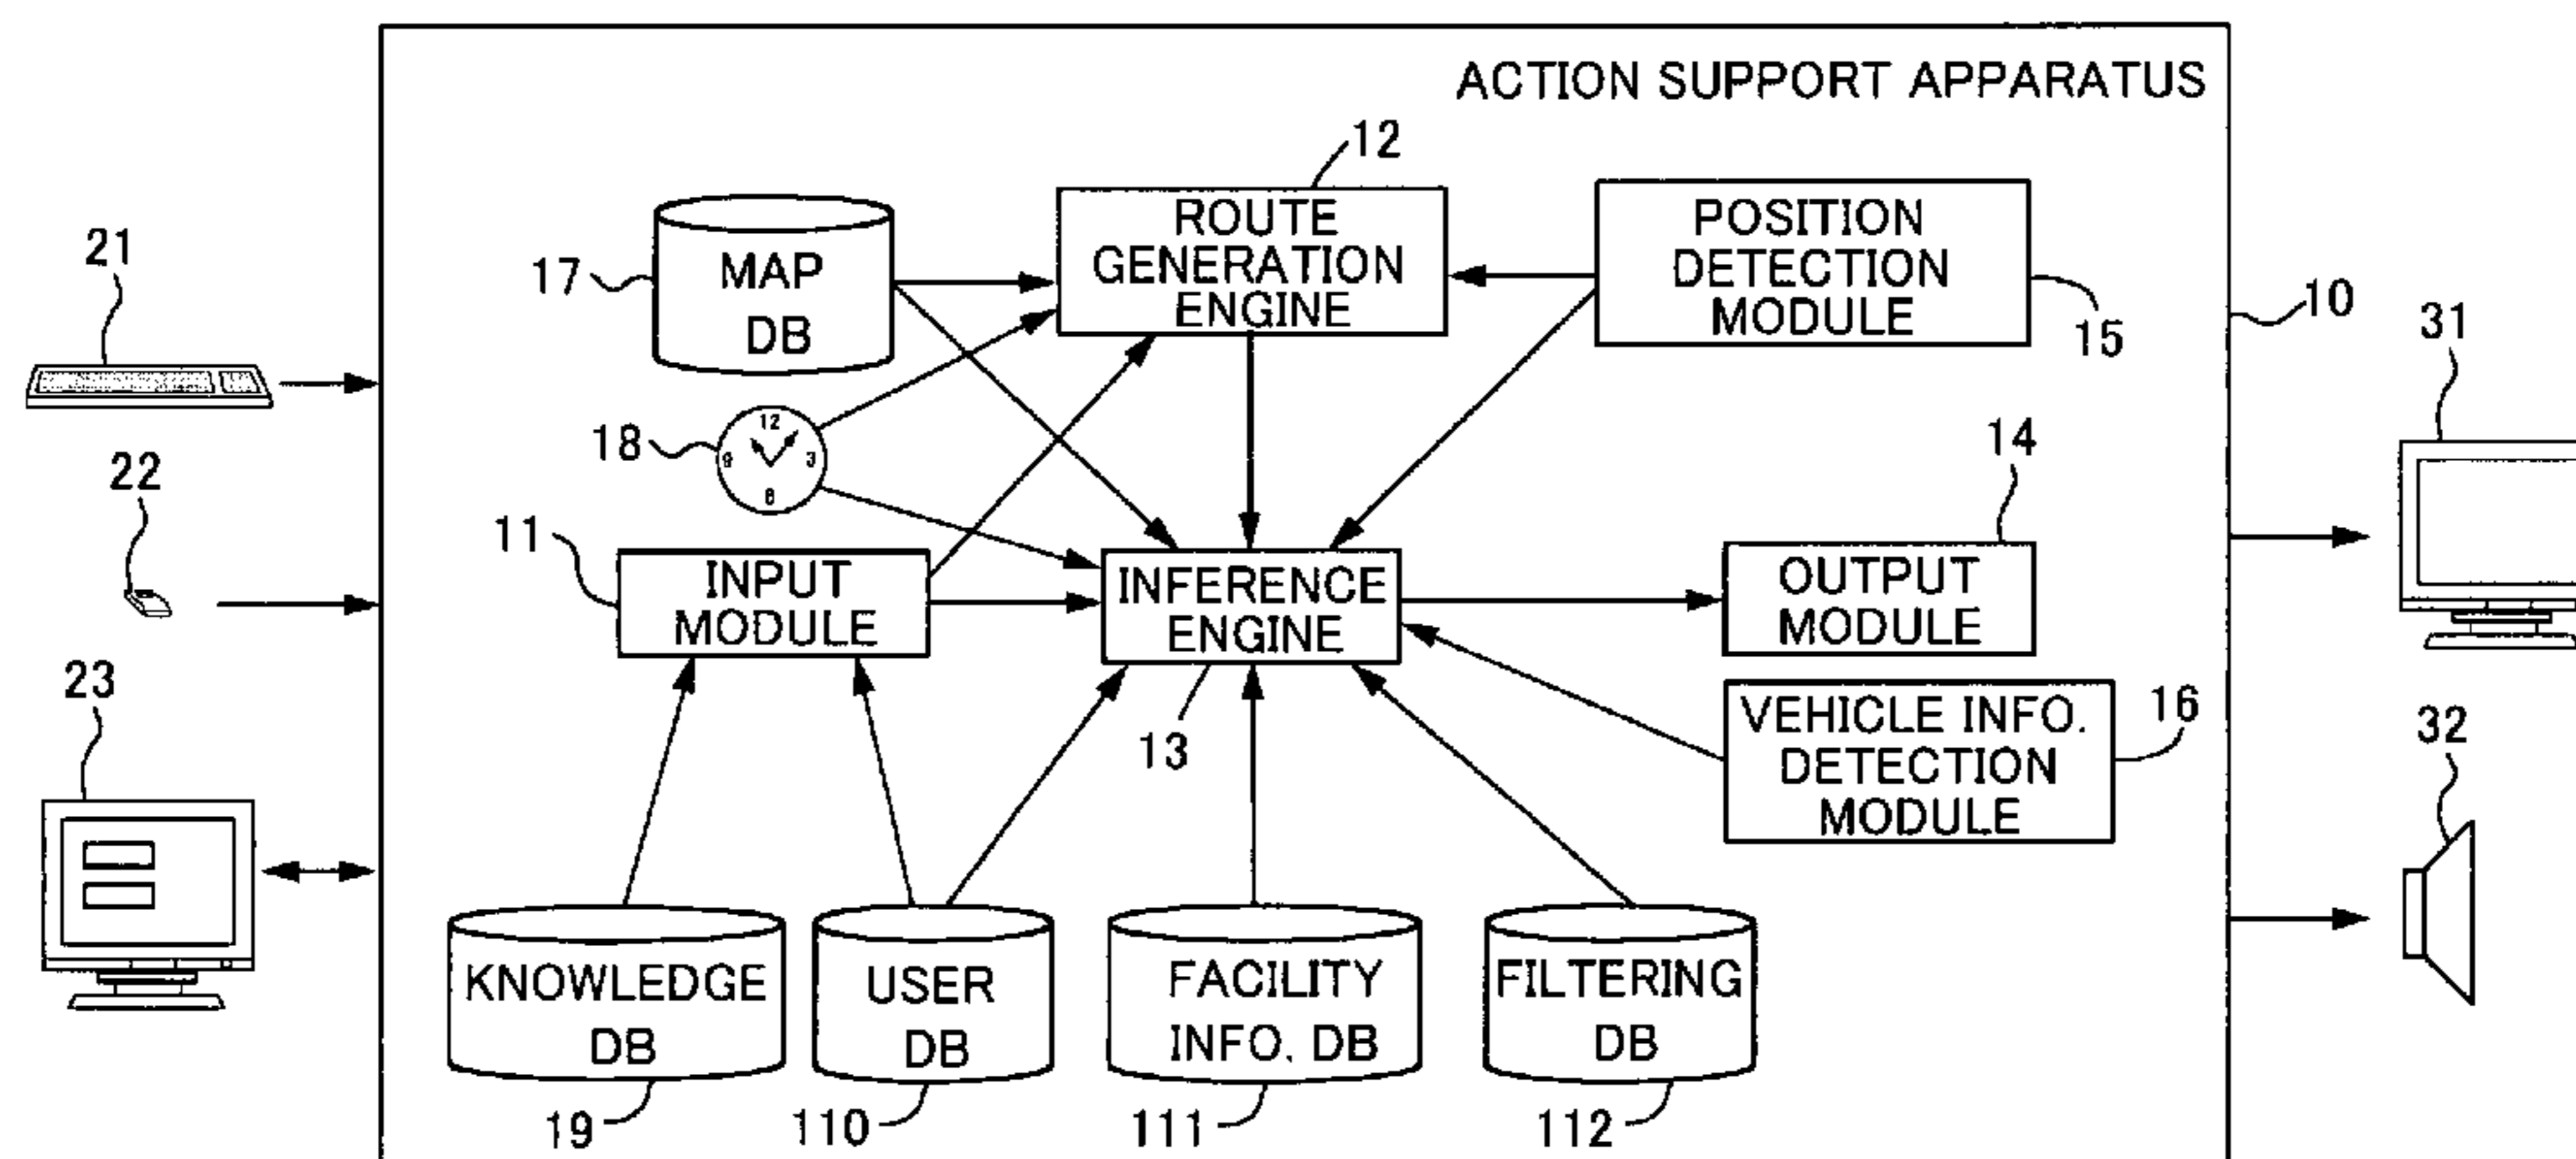 ACTION SUPPORT APPARATUS
12
ROUTE
GENERATION
ENGINE
POSITION
DETECTION
MODULE
15
10
17
MAP
DB
21
31
18
12
9
3
6
22
14
11
INPUT
MODULE
INFERENCE
ENGINE
13
OUTPUT
MODULE
23
VEHICLE INFO.
DETECTION
MODULE
16
32
KNOWLEDGE
DB
USER
DB
FACILITY
INFO. DB
FILTERING
DB
19
110
111
112